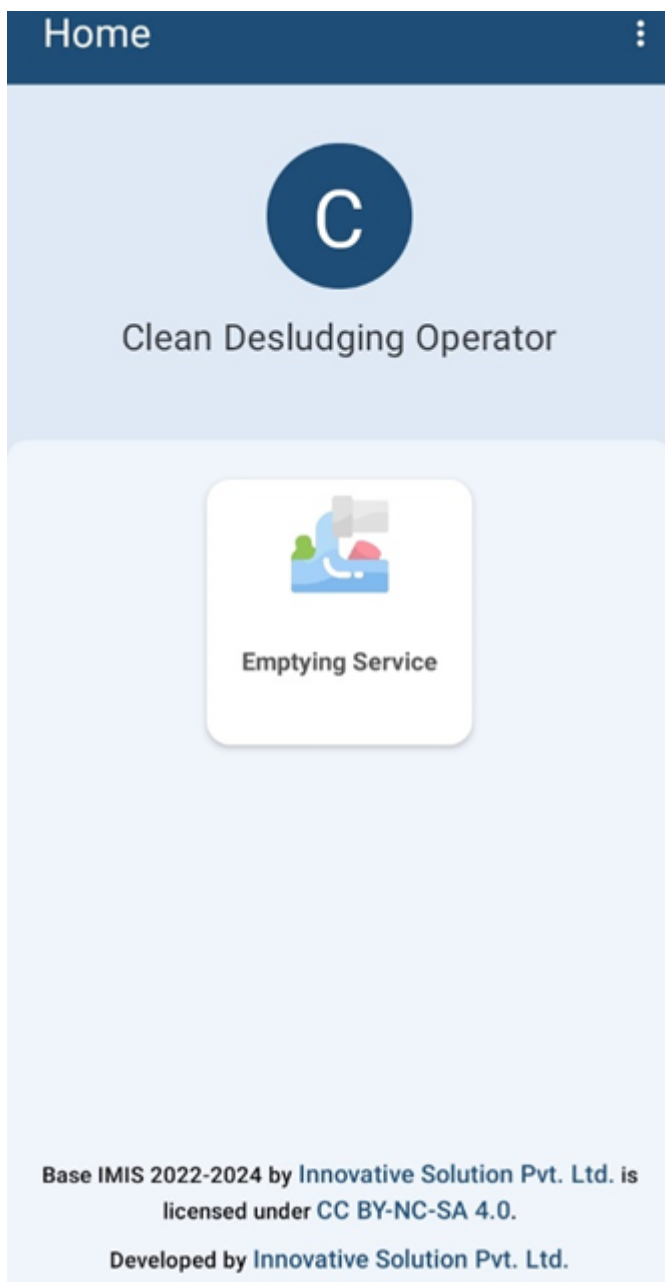 Home
C
Clean Desludging Operator
Emptying Service
Base IMIS 2022-2024 by Innovative Solution Pvt. Ltd. is
licensed under CC BY-NC-SA 4.0.
Developed by Innovative Solution Pvt. Ltd.